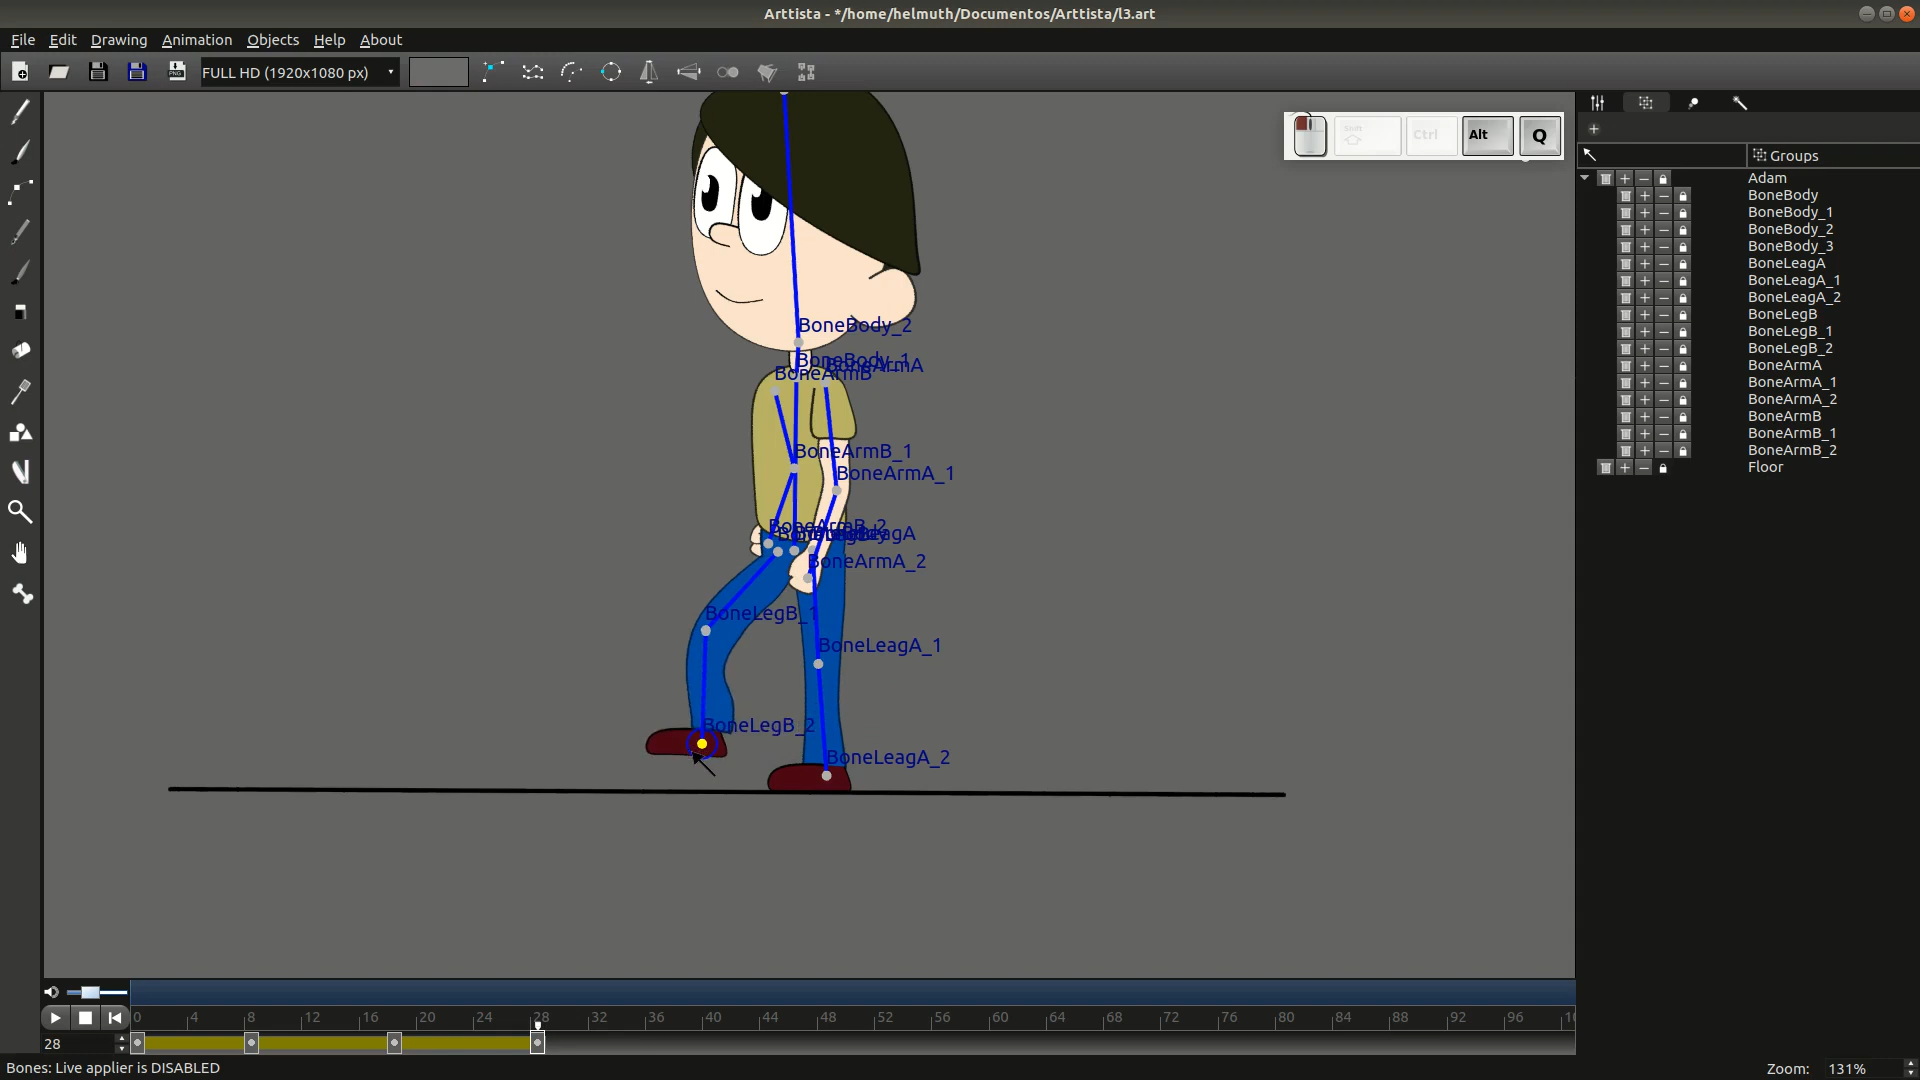 Arttista - */home/helmuth/Documentos/Arttista/l3.art
File Edit Drawing Animation Objects Help About
FULL HD (1920x1080 px)
Shift Ctrl Alt Q
Groups
Adam
BoneBody
BoneBody_1
BoneBody_2
BoneBody_3
BoneLeagA
BoneLeagA_1
BoneLeagA_2
BoneLegB
BoneLegB_1
BoneLegB_2
BoneArmA
BoneArmA_1
BoneArmA_2
BoneArmB
BoneArmB_1
BoneArmB_2
Floor
BoneBody_2
BoneBody_1
BoneArmA
BoneArmB
BoneArmB_1
BoneArmA_1
BoneArmB_2
BoneArmA_2
BoneLegB_1
BoneLeagA_1
BoneLegB_2
BoneLeagA_2
0 4 8 12 16 20 24 28 32 36 40 44 48 52 56 60 64 68 72 76 80 84 88 92 96
28
Bones: Live applier is DISABLED
Zoom: 131%